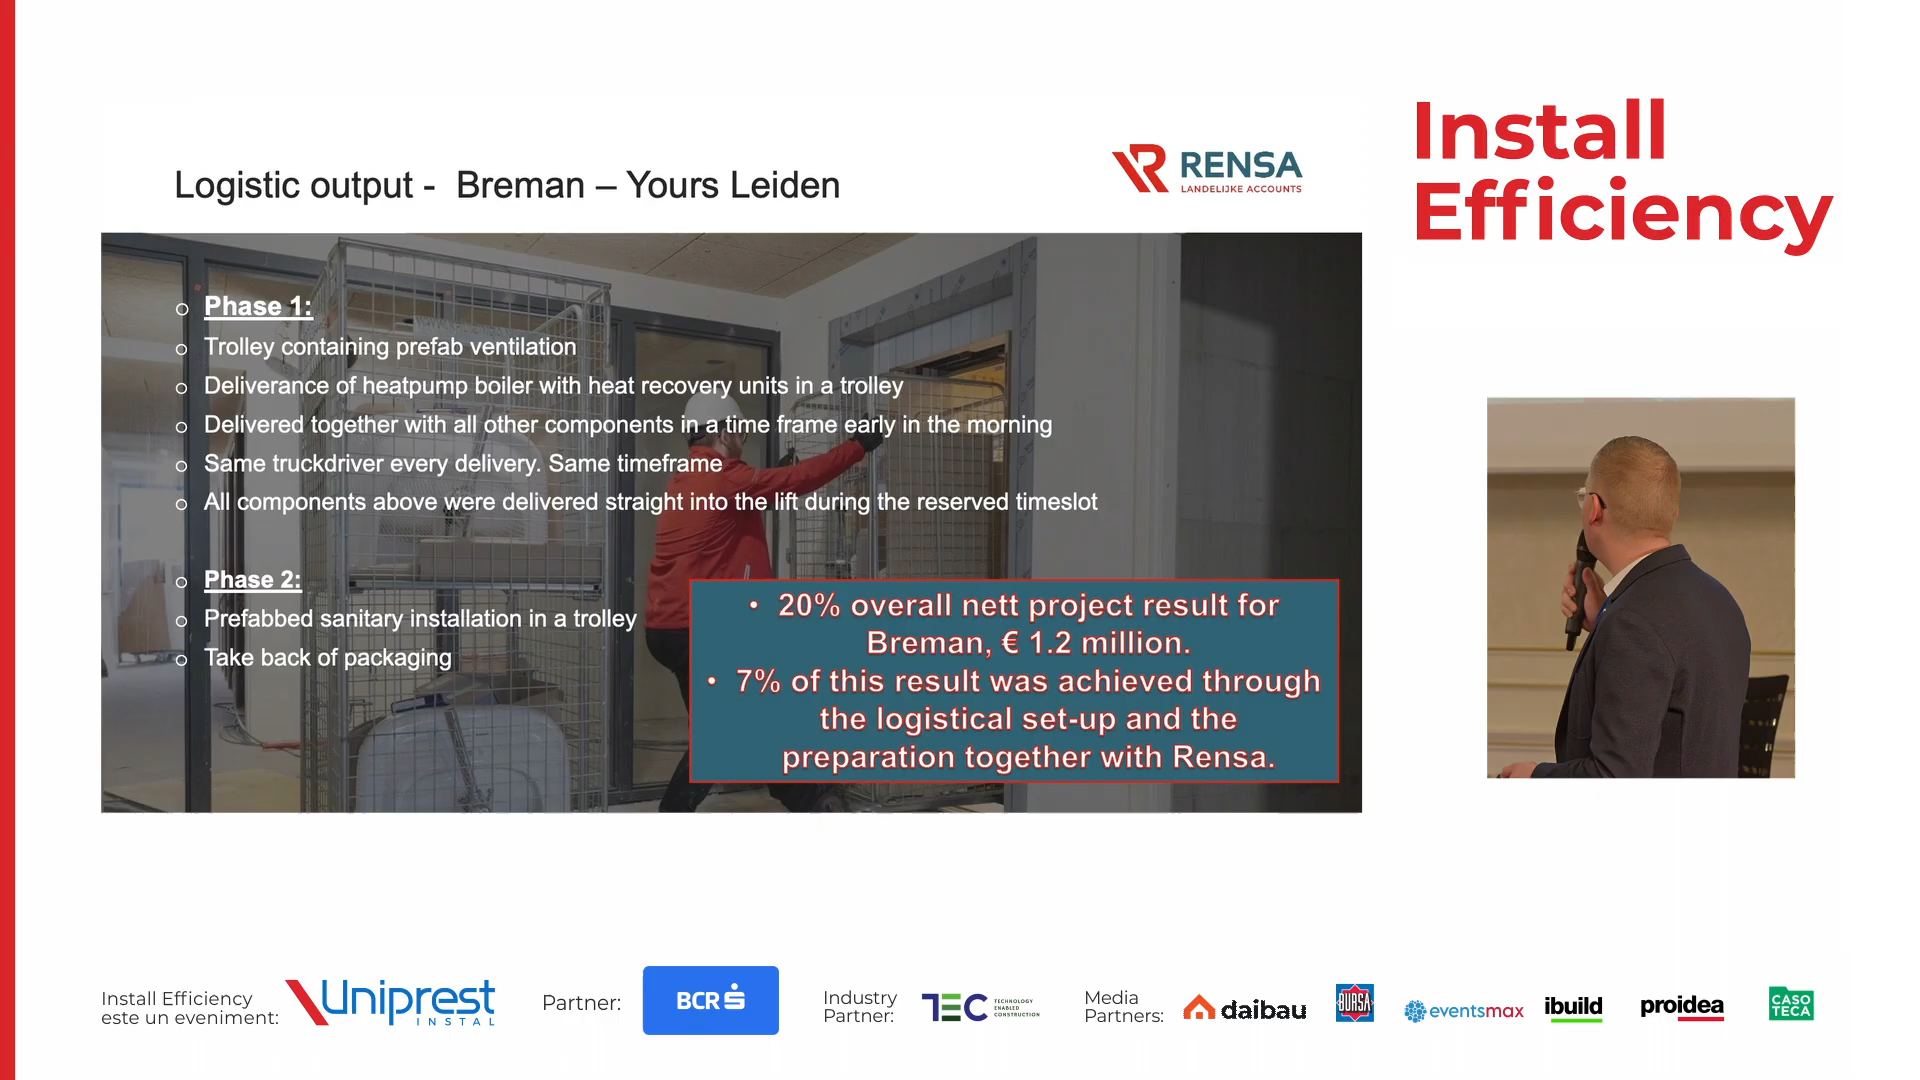 Install
Efficiency
Logistic output -  Breman – Yours Leiden
RENSA
LANDELIJKE ACCOUNTS
o Phase 1:
o Trolley containing prefab ventilation
o Deliverance of heatpump boiler with heat recovery units in a trolley
o Delivered together with all other components in a time frame early in the morning
o Same truckdriver every delivery. Same timeframe
o All components above were delivered straight into the lift during the reserved timeslot
o Phase 2:
o Prefabbed sanitary installation in a trolley
o Take back of packaging
• 20% overall nett project result for
Breman, € 1.2 million.
• 7% of this result was achieved through
the logistical set-up and the
preparation together with Rensa.
Install Efficiency
este un eveniment:
Uniprest
INSTAL
Partner:
BCR
Industry
Partner:
TEC
TECHNOLOGY
ENABLED
CONSTRUCTION
Media
Partners:
daibau
BURSA
eventsmax
ibuild
proidea
CASO
TECA